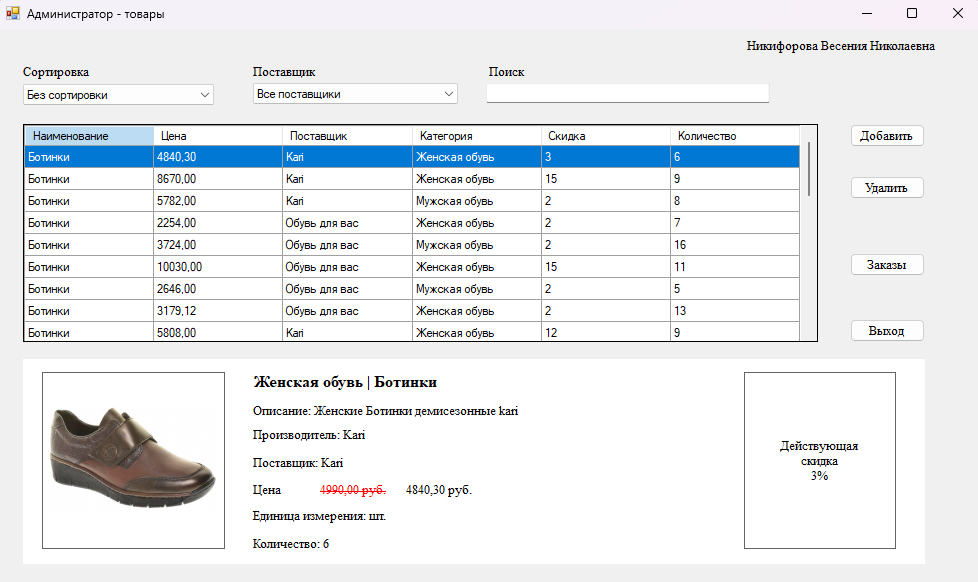 Администратор - товары
Никифорова Весения Николаевна
Сортировка Поставщик Поиск
Без сортировки Все поставщики
Наименование Цена Поставщик Категория Скидка Количество
Ботинки 4840,30 Kari Женская обувь 3 6
Ботинки 8670,00 Kari Женская обувь 15 9
Ботинки 5782,00 Kari Мужская обувь 2 8
Ботинки 2254,00 Обувь для вас Женская обувь 2 7
Ботинки 3724,00 Обувь для вас Мужская обувь 2 16
Ботинки 10030,00 Обувь для вас Женская обувь 15 11
Ботинки 2646,00 Обувь для вас Мужская обувь 2 5
Ботинки 3179,12 Обувь для вас Женская обувь 2 13
Ботинки 5808,00 Kari Женская обувь 12 9
Добавить
Удалить
Заказы
Выход
Женская обувь | Ботинки
Описание: Женские Ботинки демисезонные kari
Производитель: Kari
Поставщик: Kari
Цена 4990,00 руб. 4840,30 руб.
Единица измерения: шт.
Количество: 6
Действующая
скидка
3%